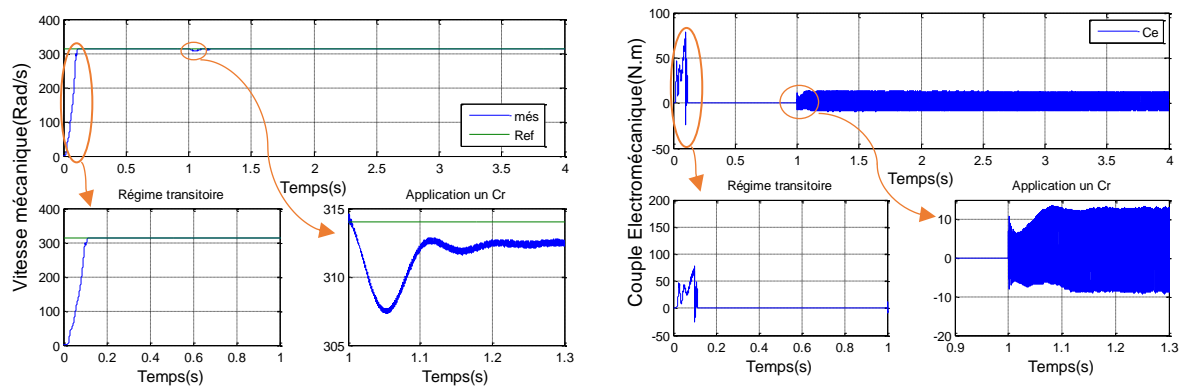 Vitesse mécanique(Rad/s)
400
300
200
100
0
més
Ref
0 0.5 1 1.5 2 2.5 3 3.5 4
Temps(s)
Régime transitoire
400
300
200
100
0
0 0.2 0.4 0.6 0.8 1
Temps(s)
Application un Cr
315
310
305
1 1.1 1.2 1.3
Temps(s)
Couple Electromécanique(N.m)
100
50
0
-50
Ce
0 0.5 1 1.5 2 2.5 3 3.5 4
Temps(s)
Régime transitoire
200
150
100
50
0
-50
0 0.2 0.4 0.6 0.8 1
Temps(s)
Application un Cr
10
0
-10
-20
0.9 1 1.1 1.2 1.3
Temps(s)